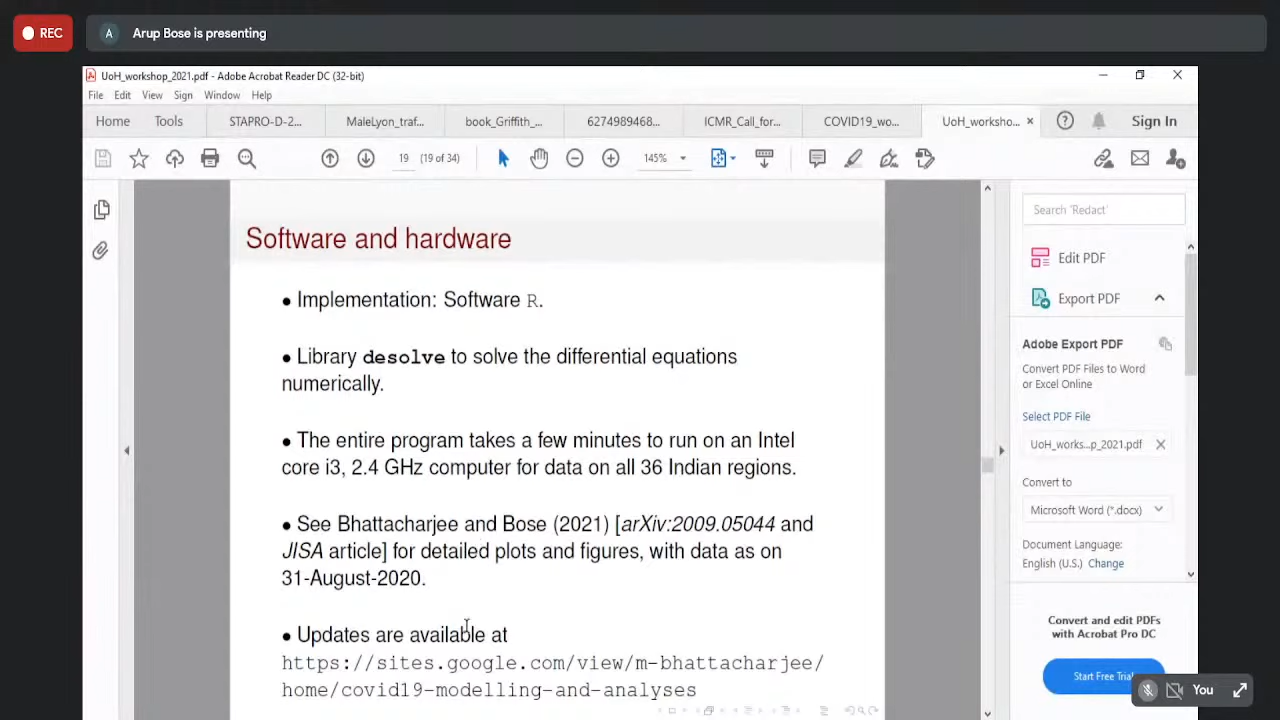 REC
A
Arup Bose is presenting
UoH_workshop_2021.pdf - Adobe Acrobat Reader DC (32-bit)
File Edit View Sign Window Help
Home Tools STAPRO-D-2... MaleLyon_traf... book_Griffith_... 6274989468... ICMR_Call_for... COVID19_wo... UoH_worksho... × Sign In
19 (19 of 34) 145%
Software and hardware
• Implementation: Software R.
• Library desolve to solve the differential equations
numerically.
• The entire program takes a few minutes to run on an Intel
core i3, 2.4 GHz computer for data on all 36 Indian regions.
• See Bhattacharjee and Bose (2021) [arXiv:2009.05044 and
JISA article] for detailed plots and figures, with data as on
31-August-2020.
• Updates are available at
https://sites.google.com/view/m-bhattacharjee/
home/covid19-modelling-and-analyses
Search 'Redact'
Edit PDF
Export PDF
Adobe Export PDF
Convert PDF Files to Word
or Excel Online
Select PDF File
UoH_works...p_2021.pdf
Convert to
Microsoft Word (*.docx)
Document Language:
English (U.S.) Change
Convert and edit PDFs
with Acrobat Pro DC
Start Free Trial
You